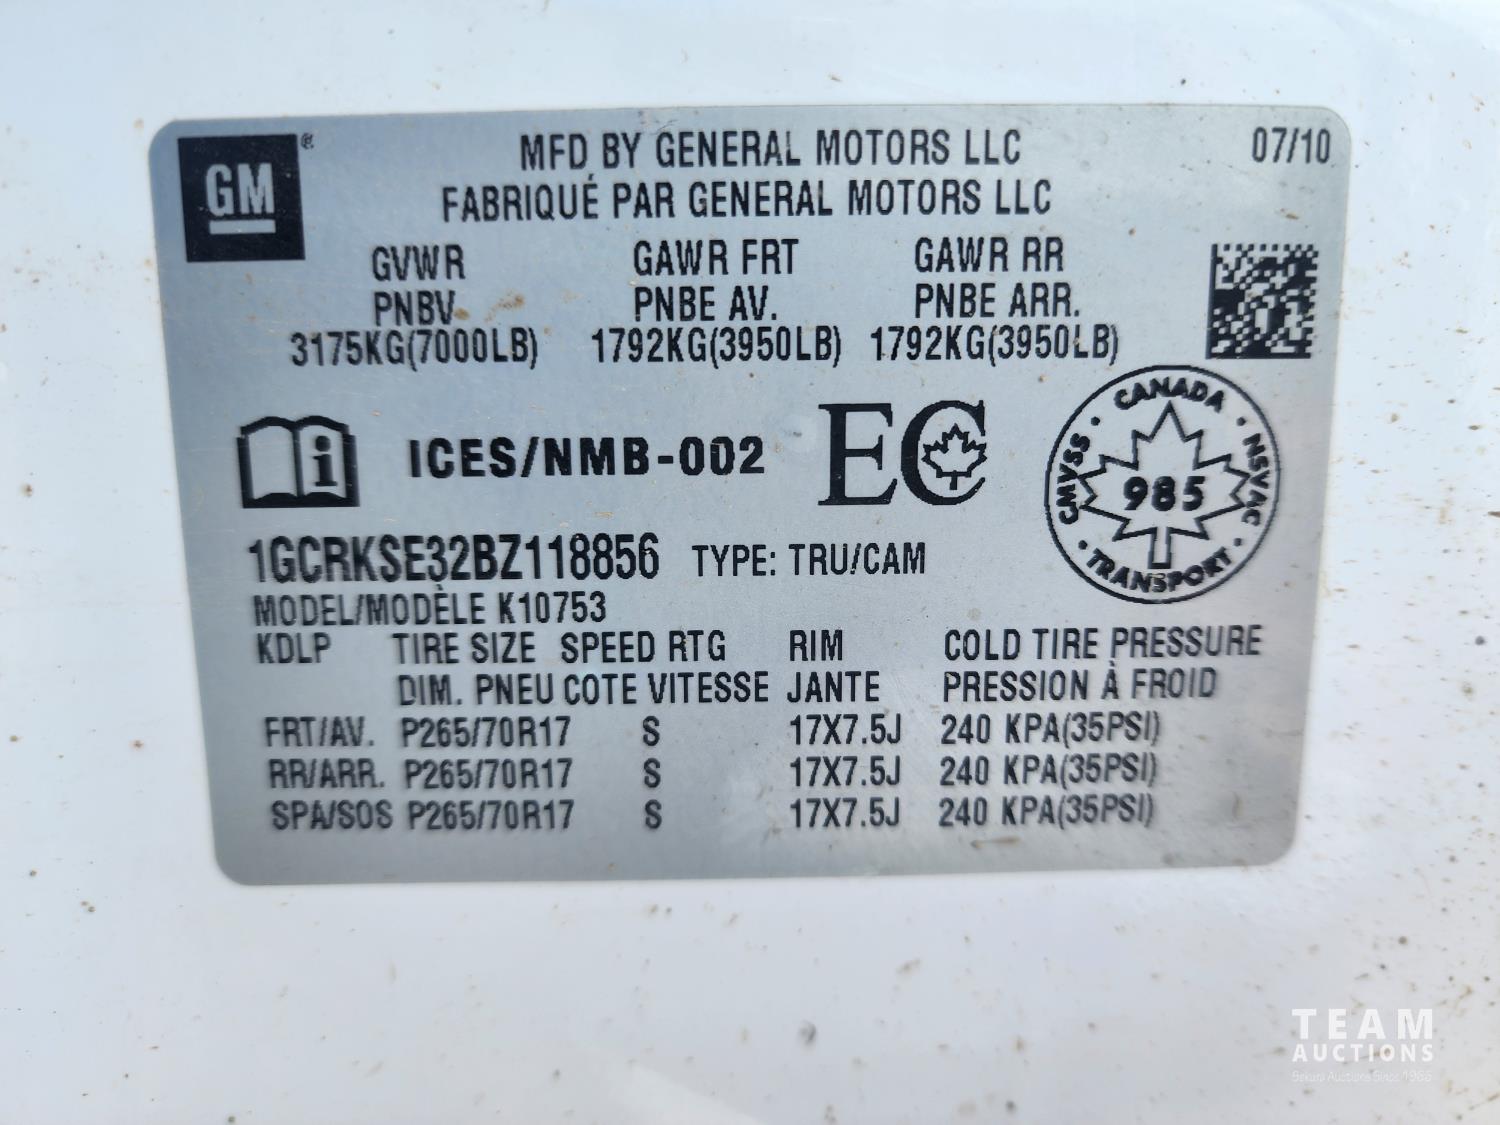 GM ®
MFD BY GENERAL MOTORS LLC 07/10
FABRIQUÉ PAR GENERAL MOTORS LLC
GVWR GAWR FRT GAWR RR
PNBV PNBE AV. PNBE ARR.
3175KG(7000LB) 1792KG(3950LB) 1792KG(3950LB)
i ICES/NMB-002 EC
CANADA
CMVSS 985 NSVAC
TRANSPORT
1GCRKSE32BZ118856 TYPE: TRU/CAM
MODEL/MODÈLE K10753
KDLP TIRE SIZE SPEED RTG RIM COLD TIRE PRESSURE
DIM. PNEU COTE VITESSE JANTE PRESSION À FROID
FRT/AV. P265/70R17 S 17X7.5J 240 KPA(35PSI)
RR/ARR. P265/70R17 S 17X7.5J 240 KPA(35PSI)
SPA/SOS P265/70R17 S 17X7.5J 240 KPA(35PSI)
TEAM
AUCTIONS
Bekura Auctions Since 1966